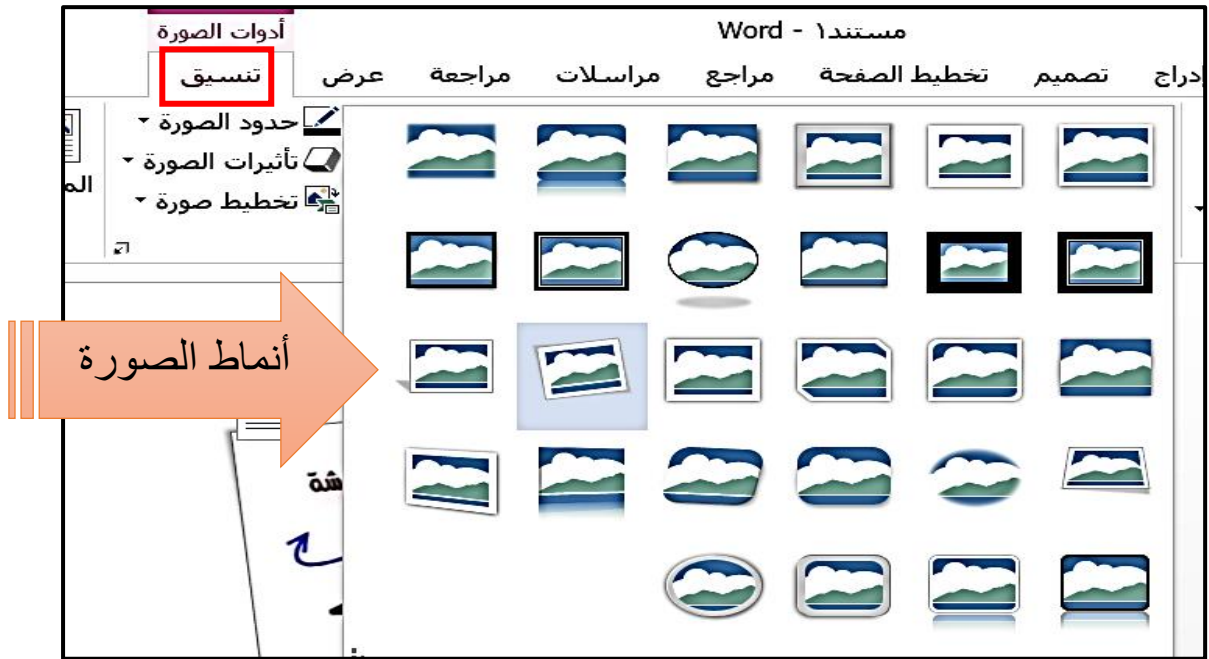 مستند١ - Word
أدوات الصورة
إدراج تصميم تخطيط الصفحة مراجع مراسلات مراجعة عرض تنسيق
حدود الصورة
تأثيرات الصورة
تخطيط صورة
أنماط الصورة